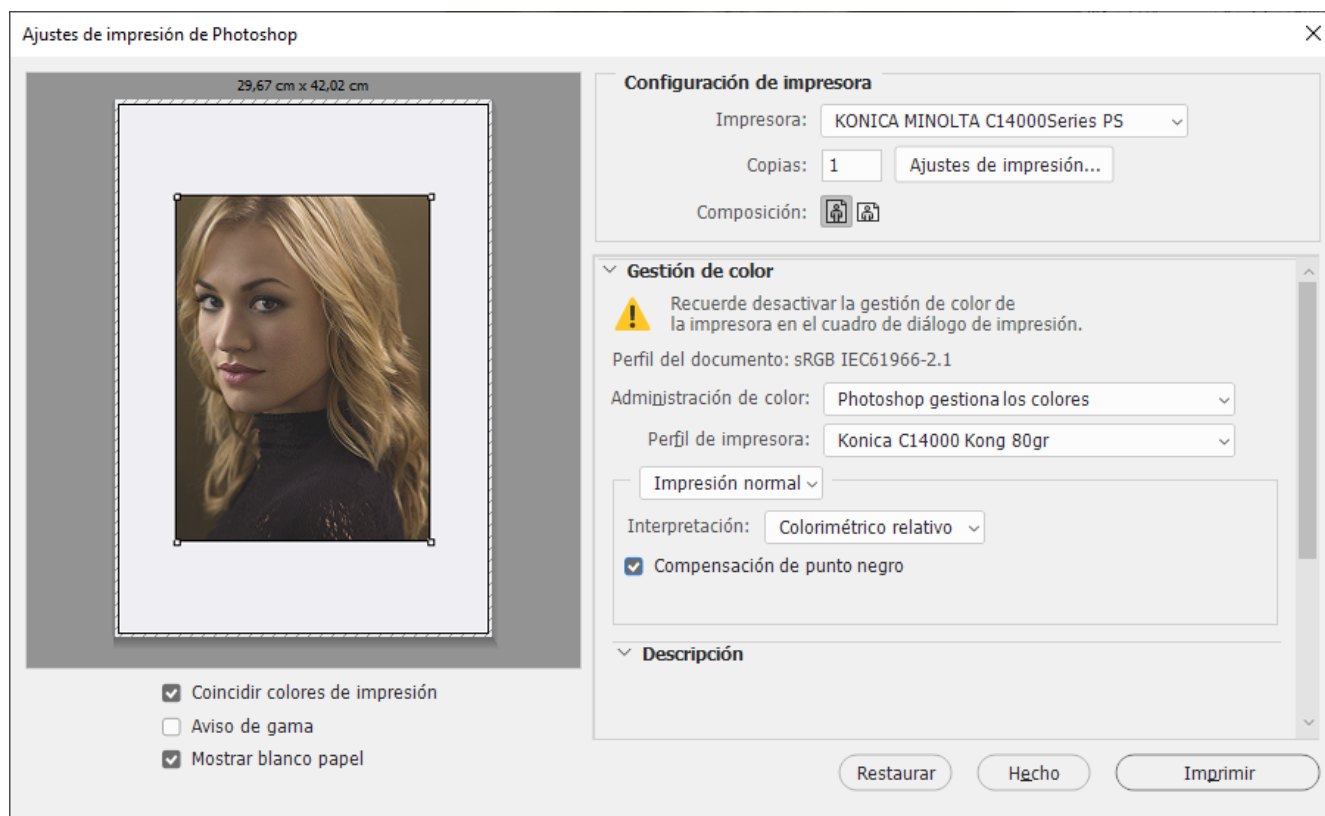 Ajustes de impresión de Photoshop
29,67 cm x 42,02 cm
Configuración de impresora
Impresora: KONICA MINOLTA C14000Series PS
Copias: 1 Ajustes de impresión...
Composición:
Gestión de color
Recuerde desactivar la gestión de color de
la impresora en el cuadro de diálogo de impresión.
Perfil del documento: sRGB IEC61966-2.1
Administración de color: Photoshop gestiona los colores
Perfil de impresora: Konica C14000 Kong 80gr
Impresión normal
Interpretación: Colorimétrico relativo
Compensación de punto negro
Descripción
Coincidir colores de impresión
Aviso de gama
Mostrar blanco papel
Restaurar Hecho Imprimir